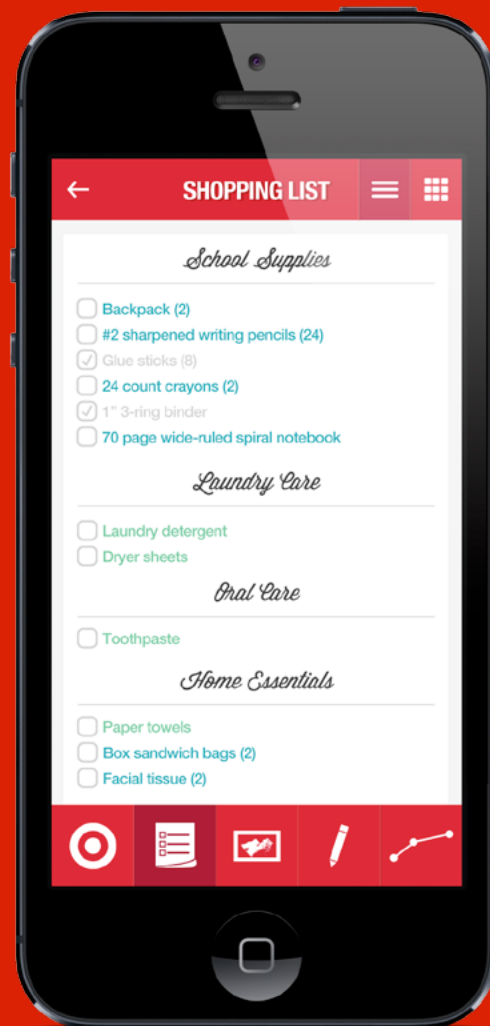 SHOPPING LIST
School Supplies
Backpack (2)
#2 sharpened writing pencils (24)
Glue sticks (8)
24 count crayons (2)
1" 3-ring binder
70 page wide-ruled spiral notebook
Laundry Care
Laundry detergent
Dryer sheets
Oral Care
Toothpaste
Home Essentials
Paper towels
Box sandwich bags (2)
Facial tissue (2)